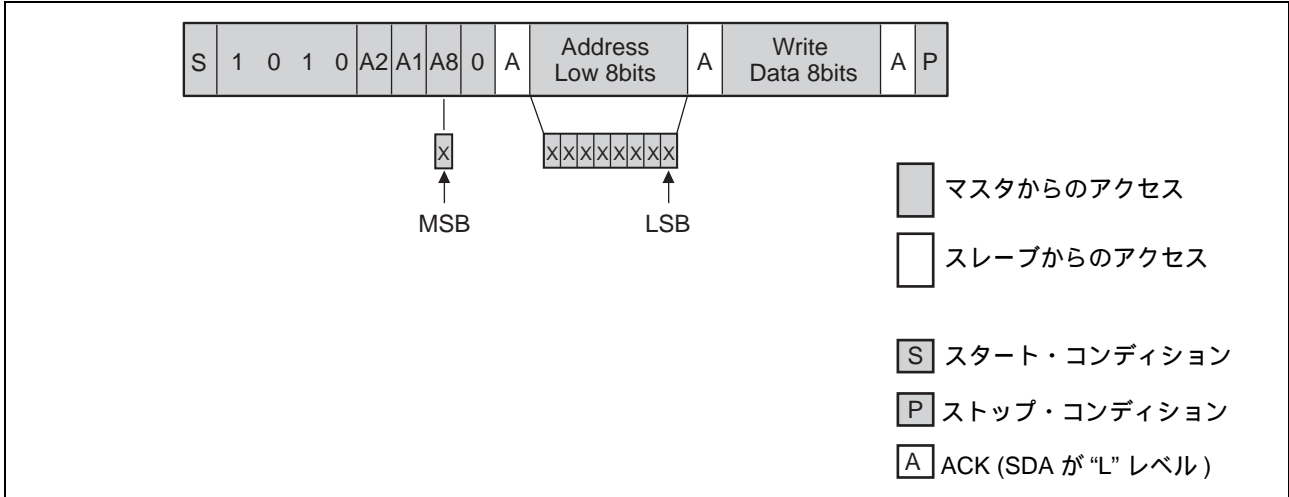 S 1 0 1 0 A2 A1 A8 0 A Address Low 8bits A Write Data 8bits A P
X XXXXXXXX
MSB LSB
マスタからのアクセス
スレーブからのアクセス
S スタート・コンディション
P ストップ・コンディション
A ACK (SDA が “L” レベル )